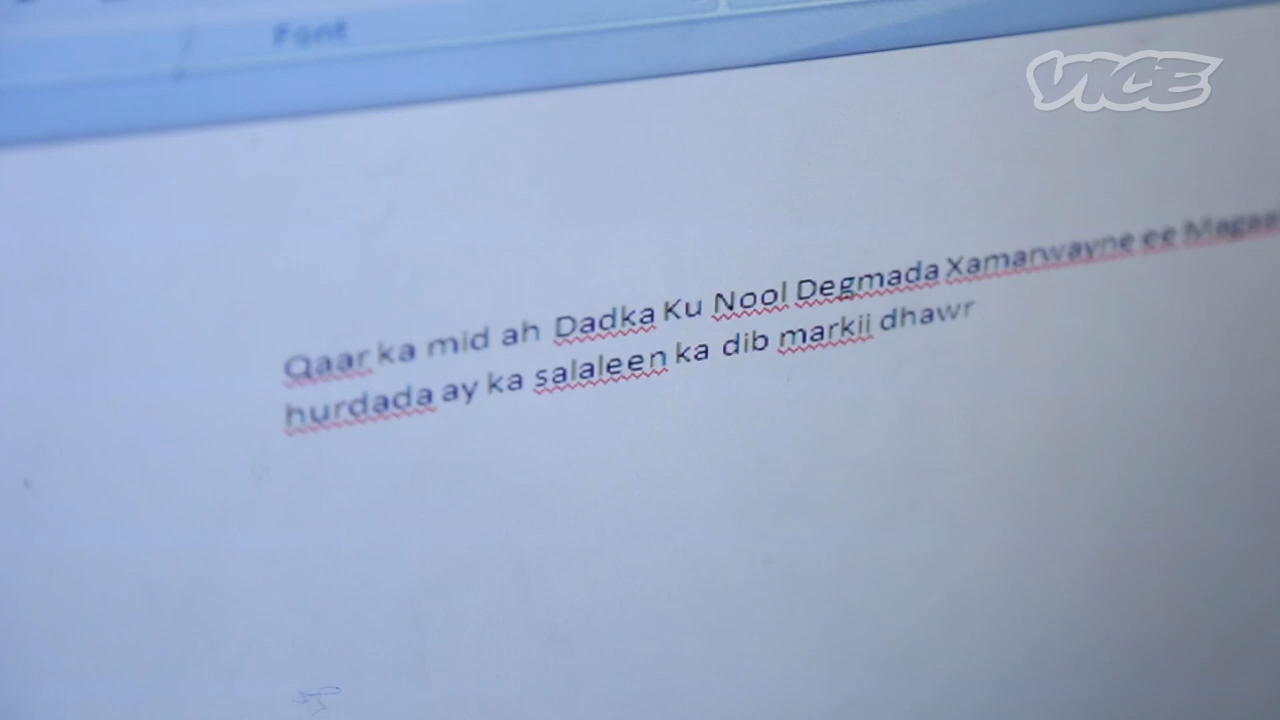 Font
VICE
Qaar ka mid ah Dadka Ku Nool Degmada Xamarwayne ee
hurdada ay ka salaleen ka dib markii dhawr